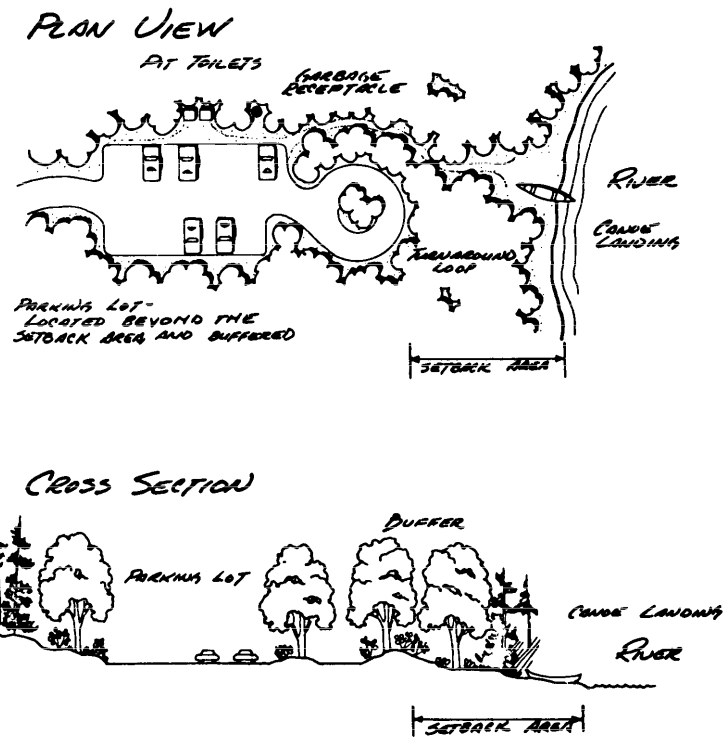 PLAN VIEW
PIT TOILETS
GARBAGE
RECEPTACLE
RIVER
CANOE
LANDING
TURNAROUND
LOOP
PARKING LOT-
LOCATED BEYOND THE
SETBACK AREA AND BUFFERED
SETBACK AREA
CROSS SECTION
BUFFER
PARKING LOT
CANOE LANDING
RIVER
SETBACK AREA